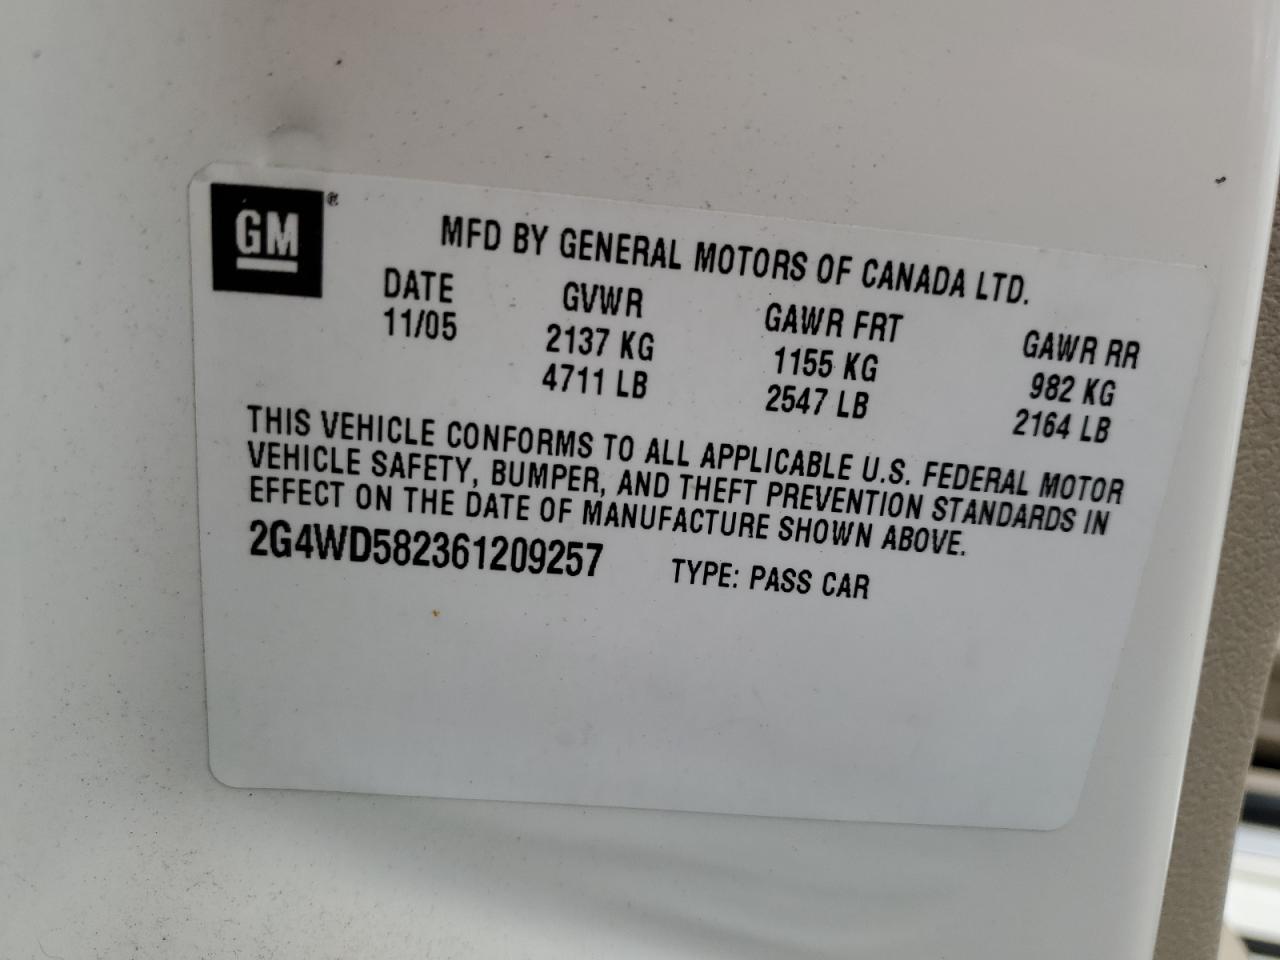 GM®
MFD BY GENERAL MOTORS OF CANADA LTD.
DATE GVWR GAWR FRT GAWR RR
11/05 2137 KG 1155 KG 982 KG
4711 LB 2547 LB 2164 LB
THIS VEHICLE CONFORMS TO ALL APPLICABLE U.S. FEDERAL MOTOR
VEHICLE SAFETY, BUMPER, AND THEFT PREVENTION STANDARDS IN
EFFECT ON THE DATE OF MANUFACTURE SHOWN ABOVE.
2G4WD582361209257 TYPE: PASS CAR